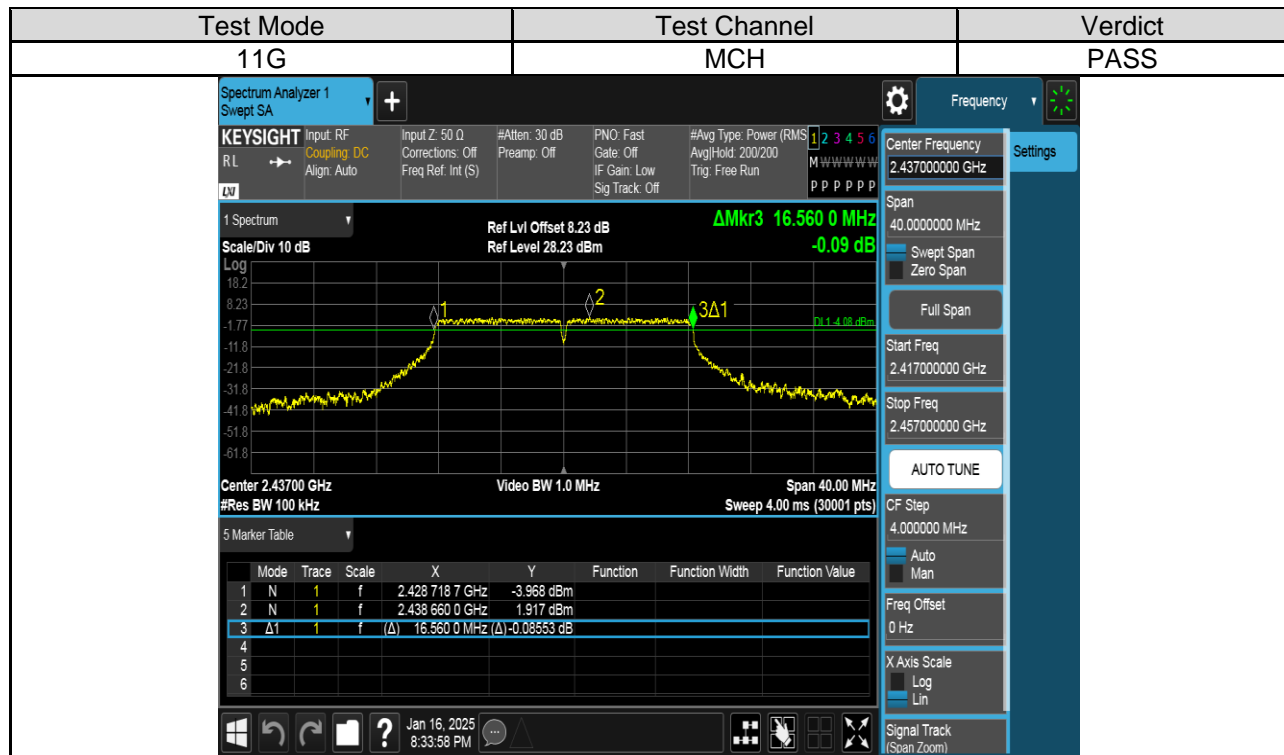 Test Mode Test Channel Verdict
11G MCH PASS
Spectrum Analyzer 1
Swept SA
+
Frequency
KEYSIGHT
RL
LXI
Input: RF
Coupling: DC
Align: Auto
Input Z: 50 Ω
Corrections: Off
Freq Ref: Int (S)
#Atten: 30 dB
Preamp: Off
PNO: Fast
Gate: Off
IF Gain: Low
Sig Track: Off
#Avg Type: Power (RMS
Avg|Hold: 200/200
Trig: Free Run
1 2 3 4 5 6
M W W W W W
P P P P P P
1 Spectrum
Scale/Div 10 dB
Ref Lvl Offset 8.23 dB
Ref Level 28.23 dBm
ΔMkr3 16.560 0 MHz
-0.09 dB
Log
18.2
8.23
-1.77
-11.8
-21.8
-31.8
-41.8
-51.8
-61.8
1
2
3Δ1
DL1 -4.08 dBm
Center 2.43700 GHz
#Res BW 100 kHz
Video BW 1.0 MHz
Span 40.00 MHz
Sweep 4.00 ms (30001 pts)
5 Marker Table
Mode Trace Scale X Y Function Function Width Function Value
1 N 1 f 2.428 718 7 GHz -3.968 dBm
2 N 1 f 2.438 660 0 GHz 1.917 dBm
3 Δ1 1 f (Δ) 16.560 0 MHz (Δ) -0.08553 dB
4
5
6
Jan 16, 2025
8:33:58 PM
?
Settings
Center Frequency
2.437000000 GHz
Span
40.0000000 MHz
Swept Span
Zero Span
Full Span
Start Freq
2.417000000 GHz
Stop Freq
2.457000000 GHz
AUTO TUNE
CF Step
4.000000 MHz
Auto
Man
Freq Offset
0 Hz
X Axis Scale
Log
Lin
Signal Track
(Span Zoom)